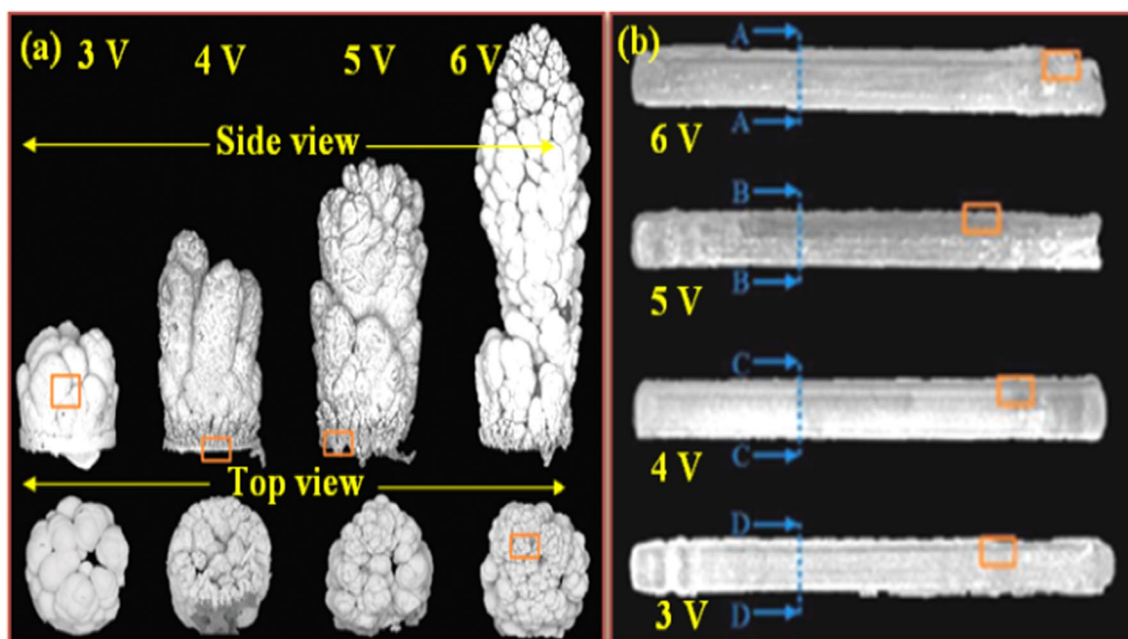 (a)
3 V 4 V 5 V 6 V
Side view
Top view
(b)
A
A
6 V
B
B
5 V
C
C
4 V
D
D
3 V